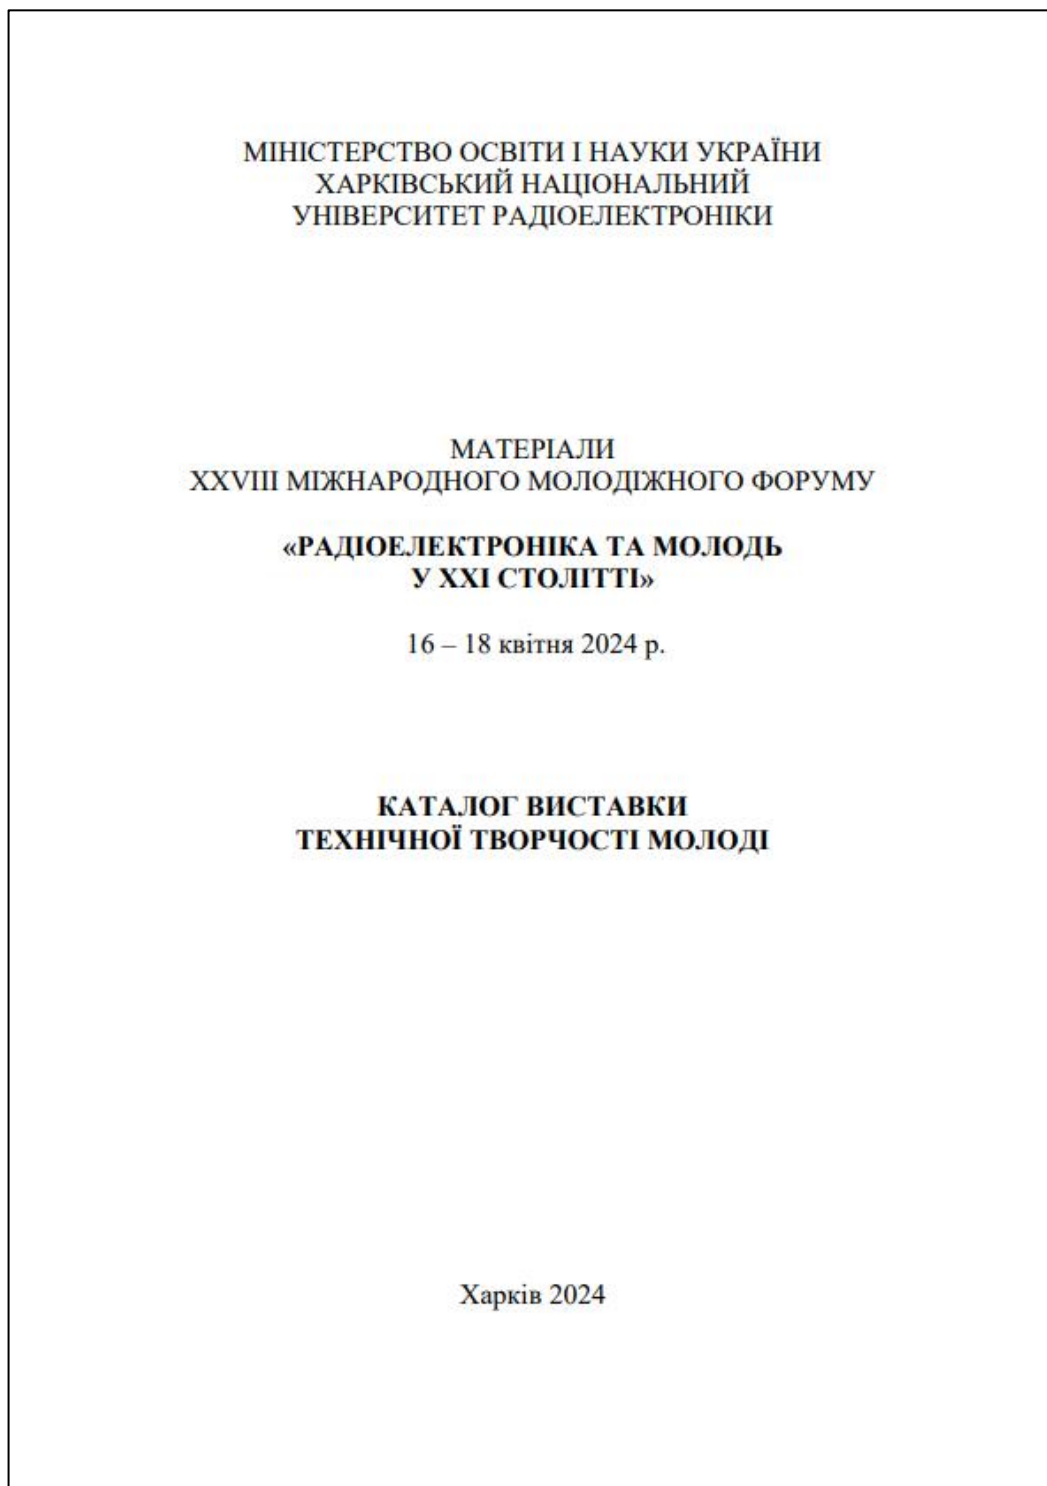 МІНІСТЕРСТВО ОСВІТИ І НАУКИ УКРАЇНИ
ХАРКІВСЬКИЙ НАЦІОНАЛЬНИЙ
УНІВЕРСИТЕТ РАДІОЕЛЕКТРОНІКИ
МАТЕРІАЛИ
XXVIII МІЖНАРОДНОГО МОЛОДІЖНОГО ФОРУМУ
«РАДІОЕЛЕКТРОНІКА ТА МОЛОДЬ
У XXI СТОЛІТТІ»
16 – 18 квітня 2024 р.
КАТАЛОГ ВИСТАВКИ
ТЕХНІЧНОЇ ТВОРЧОСТІ МОЛОДІ
Харків 2024